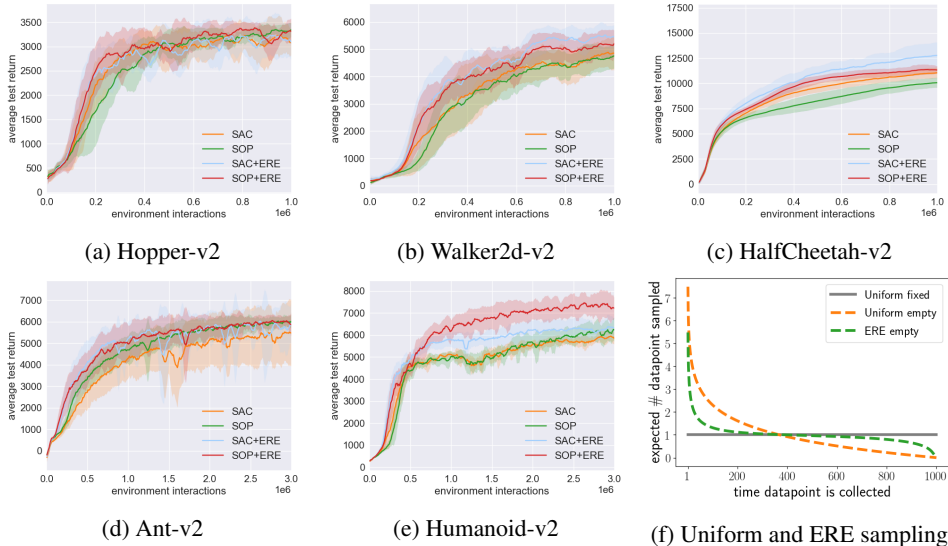 3500
3000
2500
2000
1500
1000
500
0
average test return
SAC
SOP
SAC+ERE
SOP+ERE
0.0 0.2 0.4 0.6 0.8 1.0
environment interactions 1e6
(a) Hopper-v2
6000
5000
4000
3000
2000
1000
0
average test return
SAC
SOP
SAC+ERE
SOP+ERE
0.0 0.2 0.4 0.6 0.8 1.0
environment interactions 1e6
(b) Walker2d-v2
17500
15000
12500
10000
7500
5000
2500
0
average test return
SAC
SOP
SAC+ERE
SOP+ERE
0.0 0.2 0.4 0.6 0.8 1.0
environment interactions 1e6
(c) HalfCheetah-v2
7000
6000
5000
4000
3000
2000
1000
0
average test return
SAC
SOP
SAC+ERE
SOP+ERE
0.0 0.5 1.0 1.5 2.0 2.5 3.0
environment interactions 1e6
(d) Ant-v2
8000
7000
6000
5000
4000
3000
2000
1000
0
average test return
SAC
SOP
SAC+ERE
SOP+ERE
0.0 0.5 1.0 1.5 2.0 2.5 3.0
environment interactions 1e6
(e) Humanoid-v2
7
6
5
4
3
2
1
0
expected # datapoint sampled
Uniform fixed
Uniform empty
ERE empty
1 200 400 600 800 1000
time datapoint is collected
(f) Uniform and ERE sampling